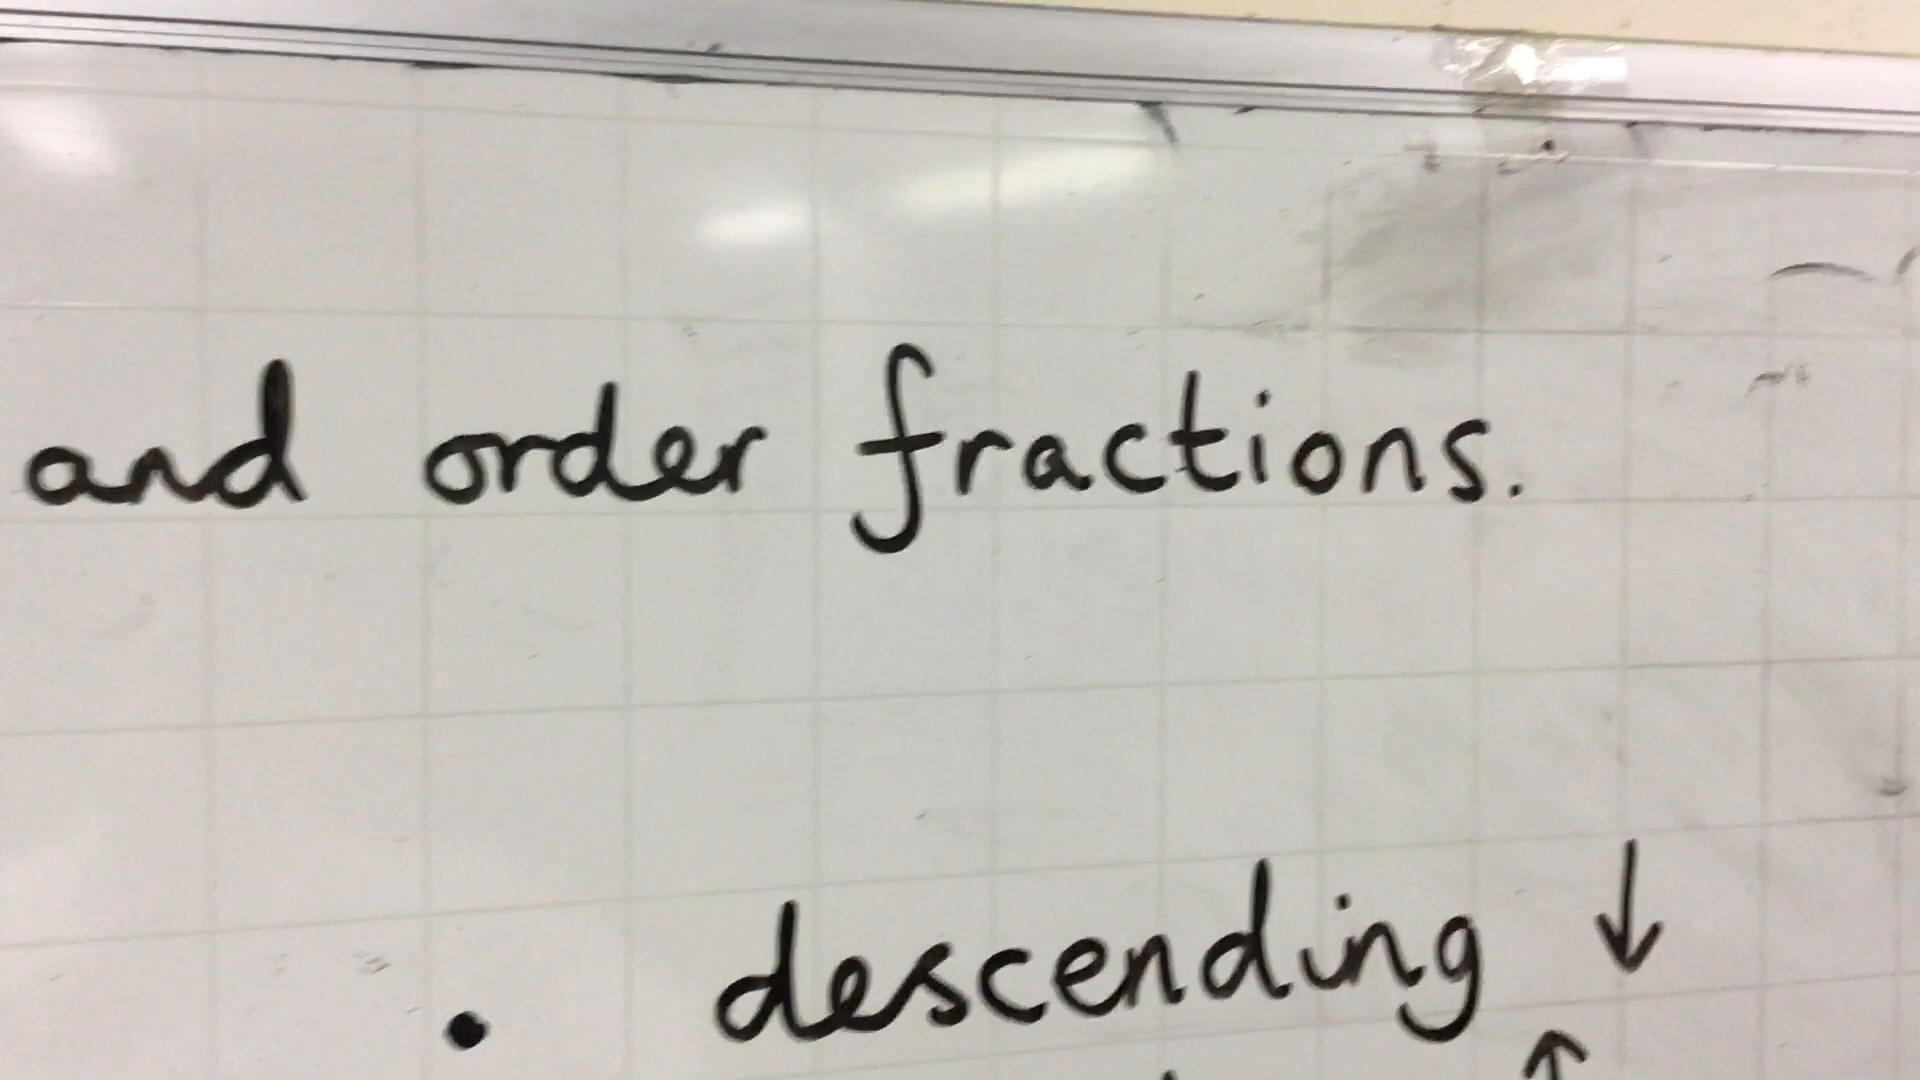 and order fractions.
• descending ↓
↑